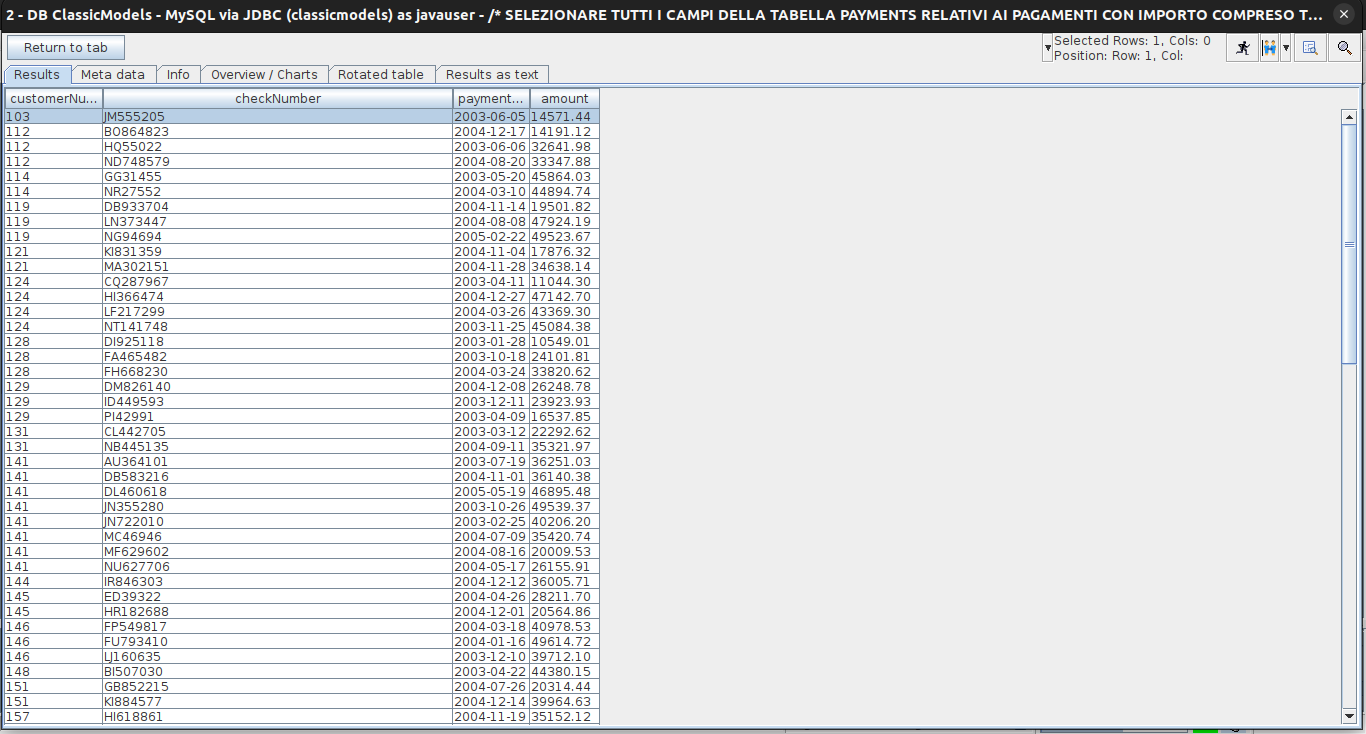 2 - DB ClassicModels - MySQL via JDBC (classicmodels) as javauser - /* SELEZIONARE TUTTI I CAMPI DELLA TABELLA PAYMENTS RELATIVI AI PAGAMENTI CON IMPORTO COMPRESO T...
Return to tab
Selected Rows: 1, Cols: 0
Position: Row: 1, Col:
Results Meta data Info Overview / Charts Rotated table Results as text
customerNu... checkNumber payment... amount
103 JM555205 2003-06-05 14571.44
112 BO864823 2004-12-17 14191.12
112 HQ55022 2003-06-06 32641.98
112 ND748579 2004-08-20 33347.88
114 GG31455 2003-05-20 45864.03
114 NR27552 2004-03-10 44894.74
119 DB933704 2004-11-14 19501.82
119 LN373447 2004-08-08 47924.19
119 NG94694 2005-02-22 49523.67
121 KI831359 2004-11-04 17876.32
121 MA302151 2004-11-28 34638.14
124 CQ287967 2003-04-11 11044.30
124 HI366474 2004-12-27 47142.70
124 LF217299 2004-03-26 43369.30
124 NT141748 2003-11-25 45084.38
128 DI925118 2003-01-28 10549.01
128 FA465482 2003-10-18 24101.81
128 FH668230 2004-03-24 33820.62
129 DM826140 2004-12-08 26248.78
129 ID449593 2003-12-11 23923.93
129 PI42991 2003-04-09 16537.85
131 CL442705 2003-03-12 22292.62
131 NB445135 2004-09-11 35321.97
141 AU364101 2003-07-19 36251.03
141 DB583216 2004-11-01 36140.38
141 DL460618 2005-05-19 46895.48
141 JN355280 2003-10-26 49539.37
141 JN722010 2003-02-25 40206.20
141 MC46946 2004-07-09 35420.74
141 MF629602 2004-08-16 20009.53
141 NU627706 2004-05-17 26155.91
144 IR846303 2004-12-12 36005.71
145 ED39322 2004-04-26 28211.70
145 HR182688 2004-12-01 20564.86
146 FP549817 2004-03-18 40978.53
146 FU793410 2004-01-16 49614.72
146 LJ160635 2003-12-10 39712.10
148 BI507030 2003-04-22 44380.15
151 GB852215 2004-07-26 20314.44
151 KI884577 2004-12-14 39964.63
157 HI618861 2004-11-19 35152.12